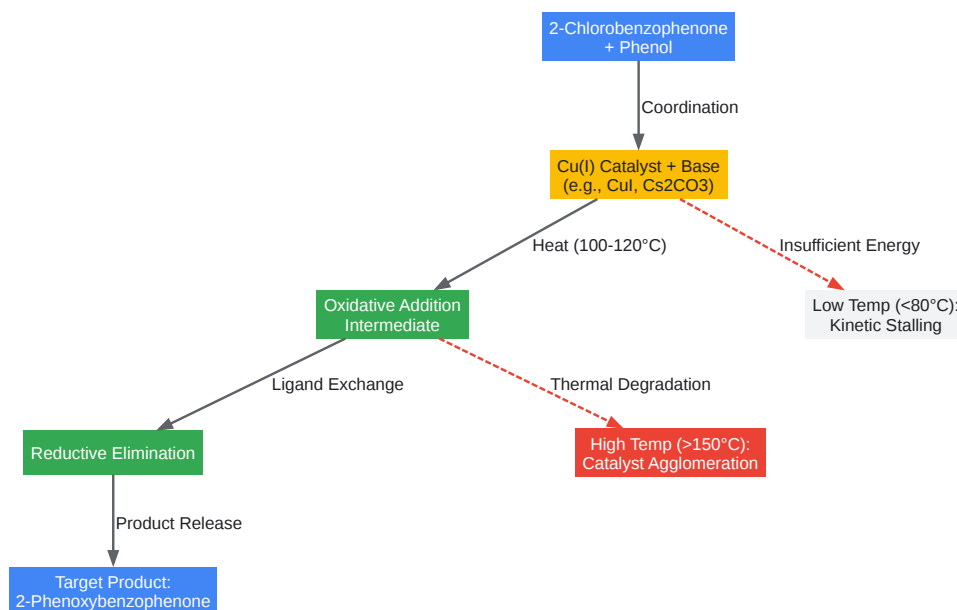 2-Chlorobenzophenone
+ Phenol
Coordination
Cu(I) Catalyst + Base
(e.g., CuI, Cs2CO3)
Heat (100-120°C)
Insufficient Energy
Oxidative Addition
Intermediate
Low Temp (<80°C):
Kinetic Stalling
Ligand Exchange
Thermal Degradation
Reductive Elimination
High Temp (>150°C):
Catalyst Agglomeration
Product Release
Target Product:
2-Phenoxybenzophenone